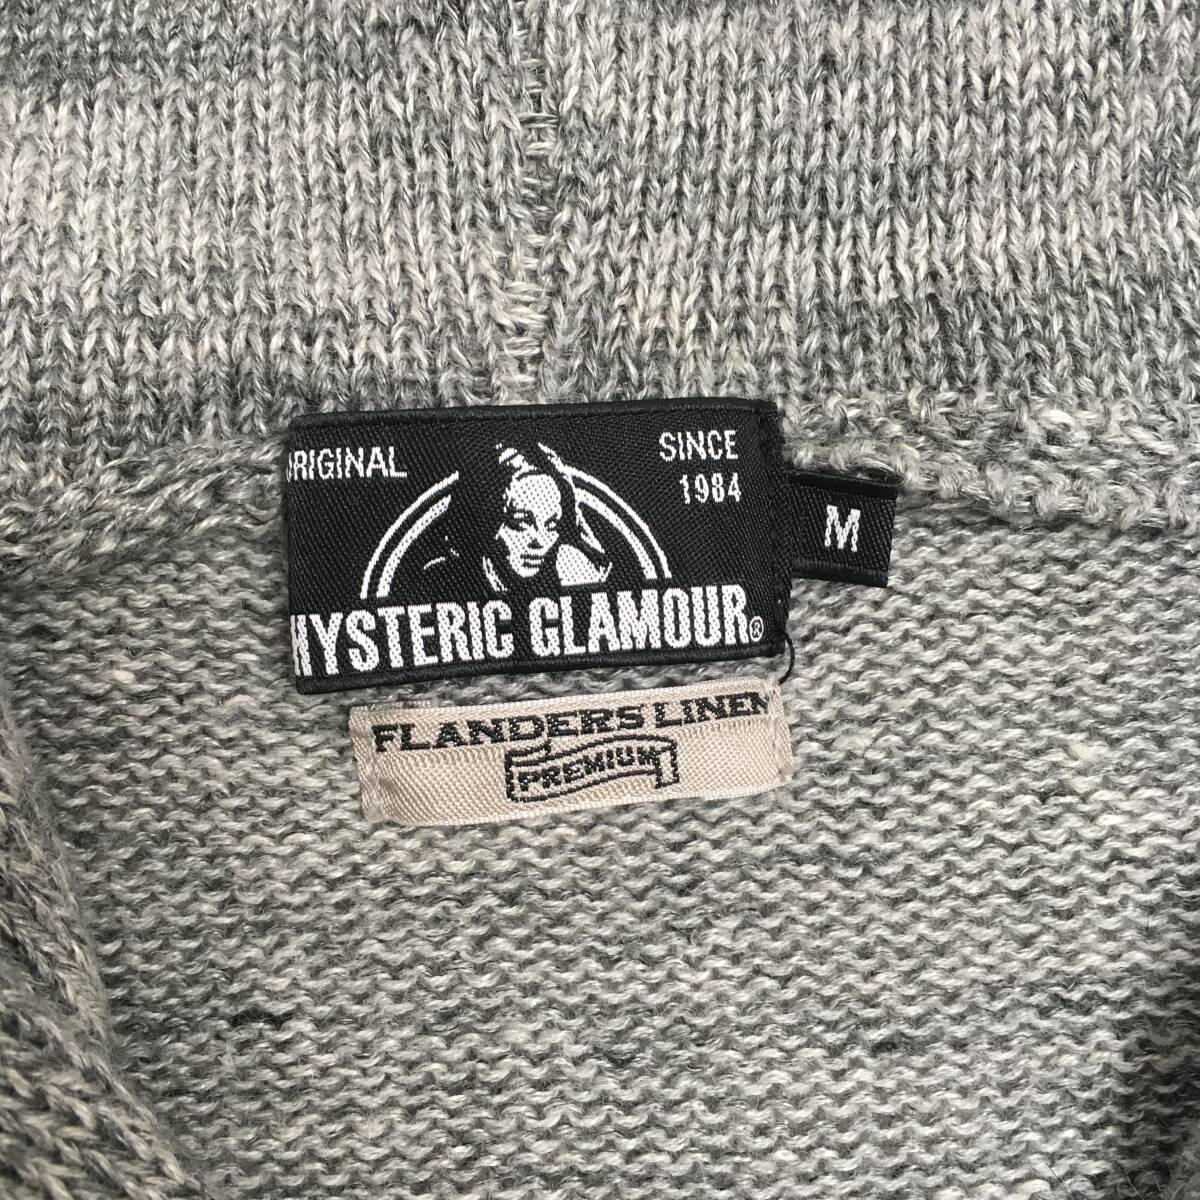 ORIGINAL
SINCE
1984
HYSTERIC GLAMOUR®
M
FLANDERS LINEN
PREMIUM